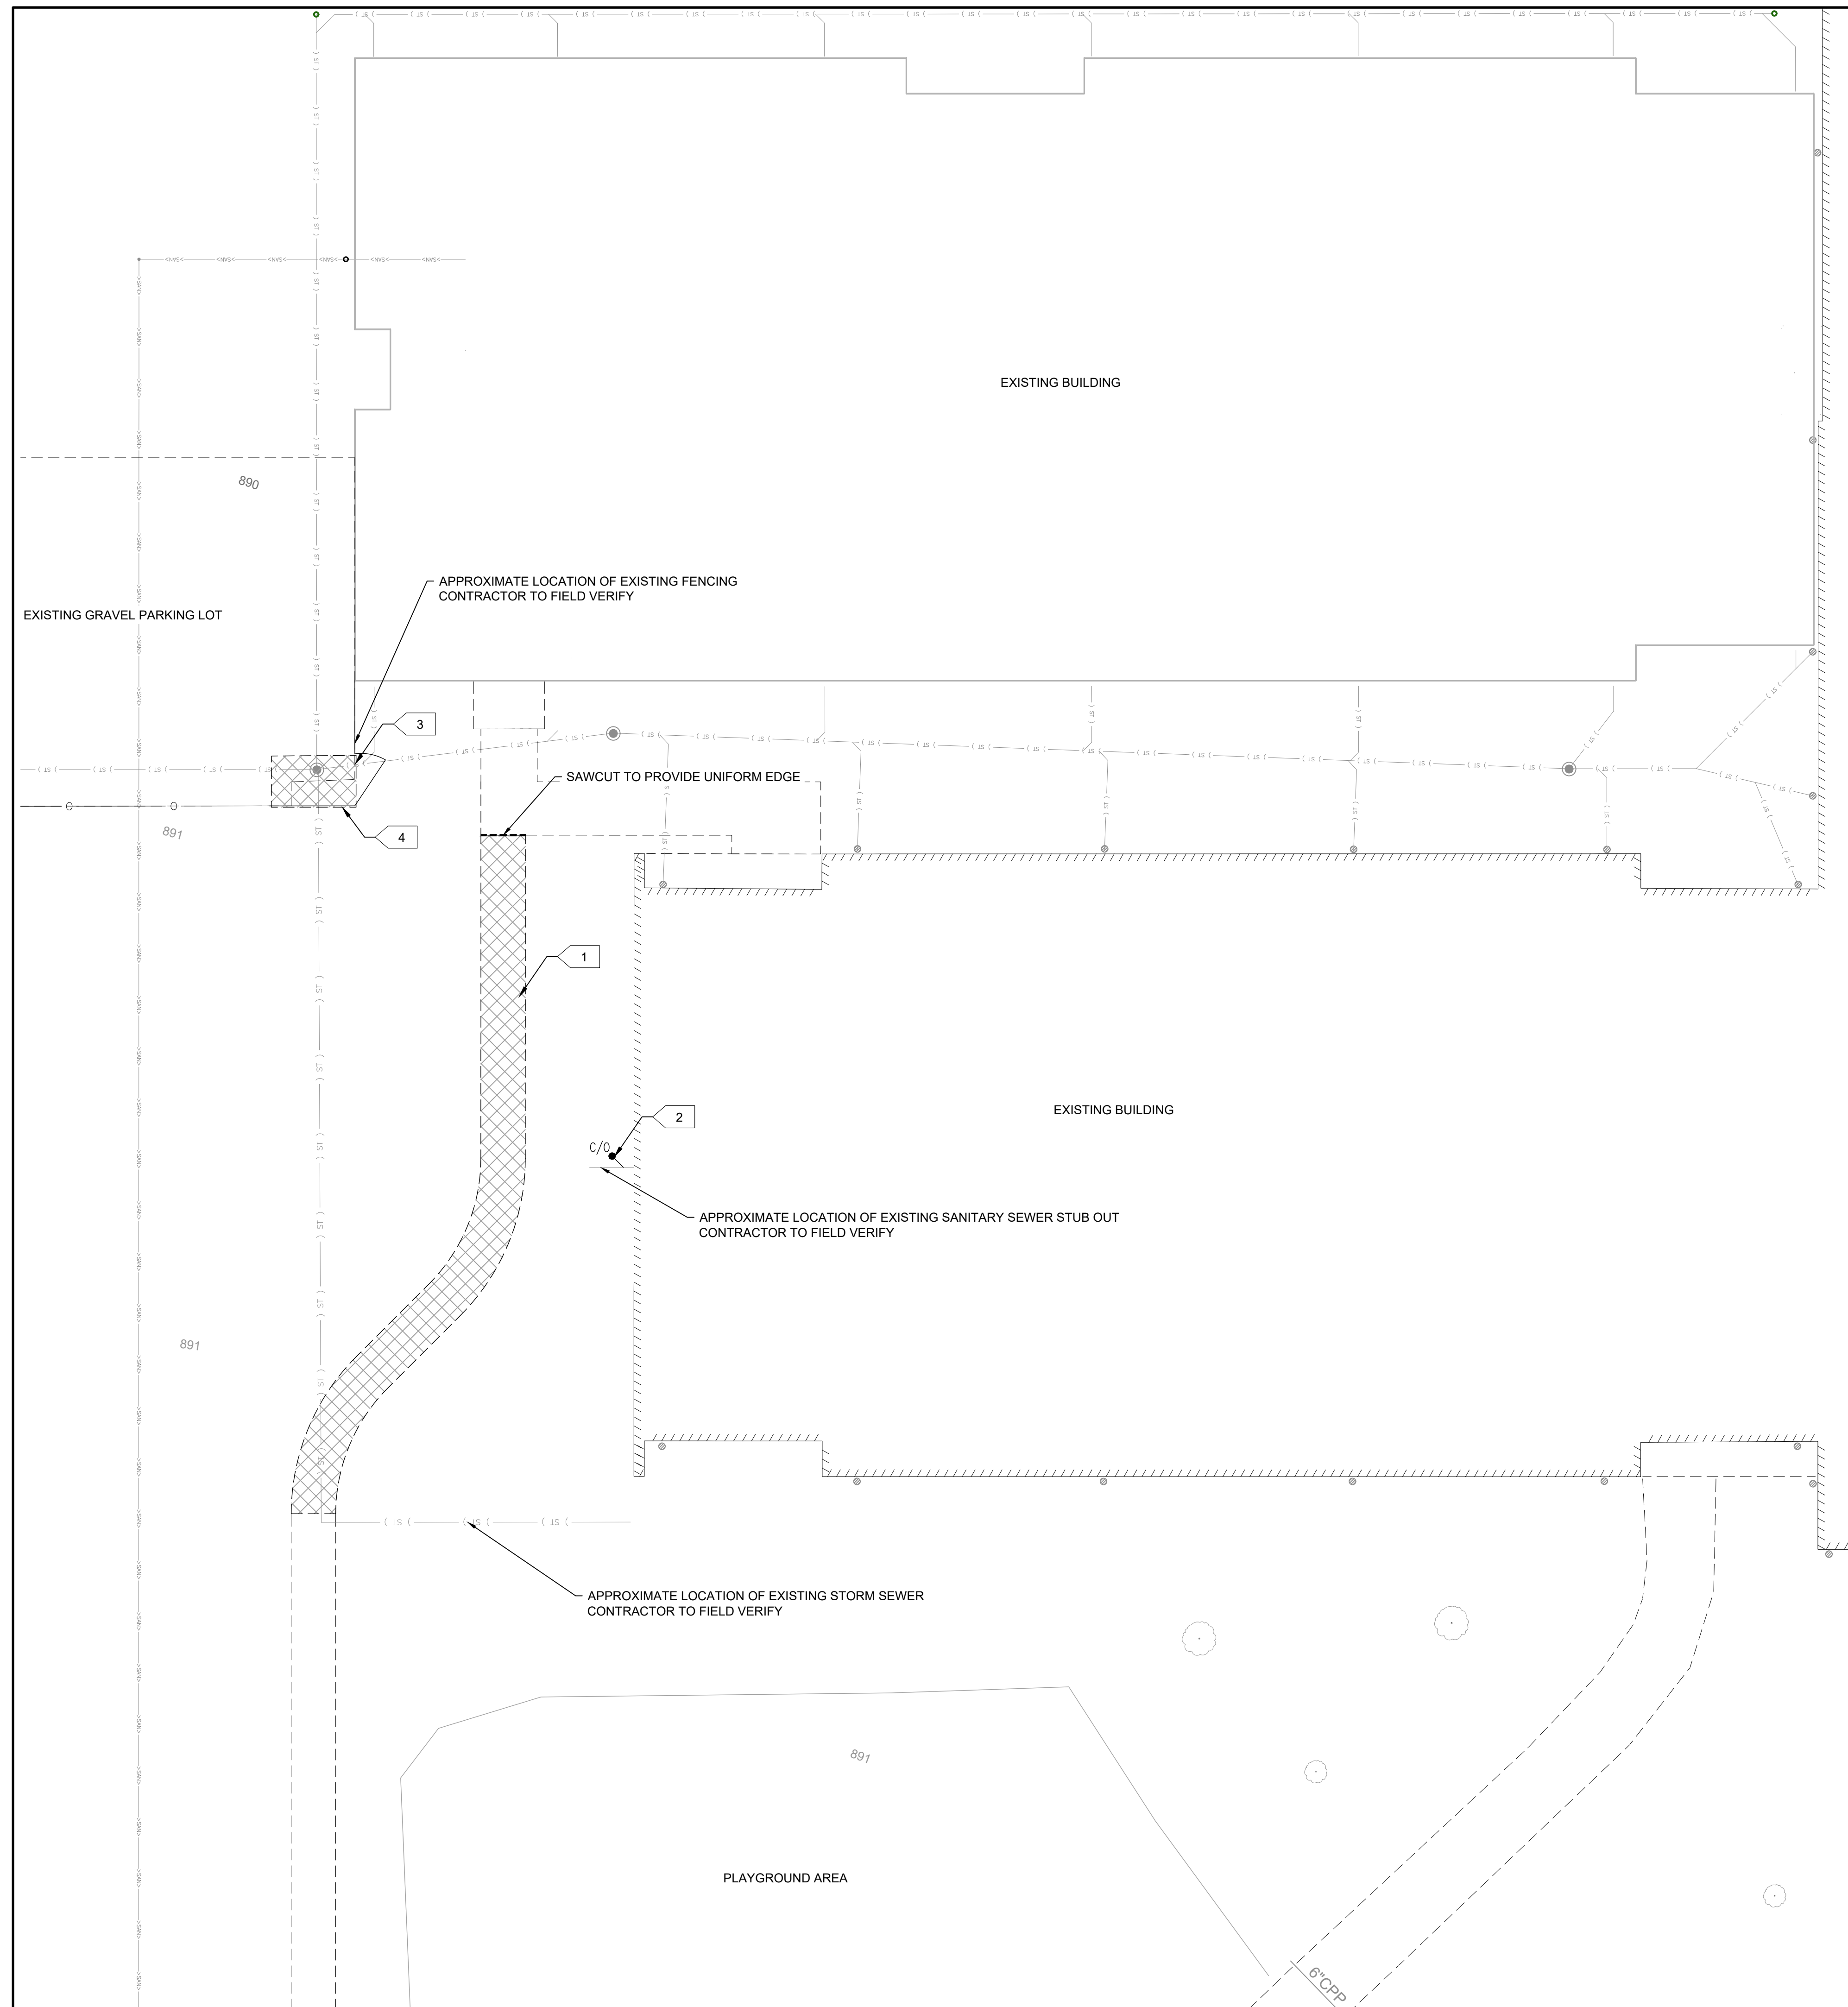 EXISTING BUILDING
890
APPROXIMATE LOCATION OF EXISTING FENCING
CONTRACTOR TO FIELD VERIFY
EXISTING GRAVEL PARKING LOT
3
SAWCUT TO PROVIDE UNIFORM EDGE
891
4
1
2
C/O
EXISTING BUILDING
APPROXIMATE LOCATION OF EXISTING SANITARY SEWER STUB OUT
CONTRACTOR TO FIELD VERIFY
891
APPROXIMATE LOCATION OF EXISTING STORM SEWER
CONTRACTOR TO FIELD VERIFY
891
PLAYGROUND AREA
6"CPP